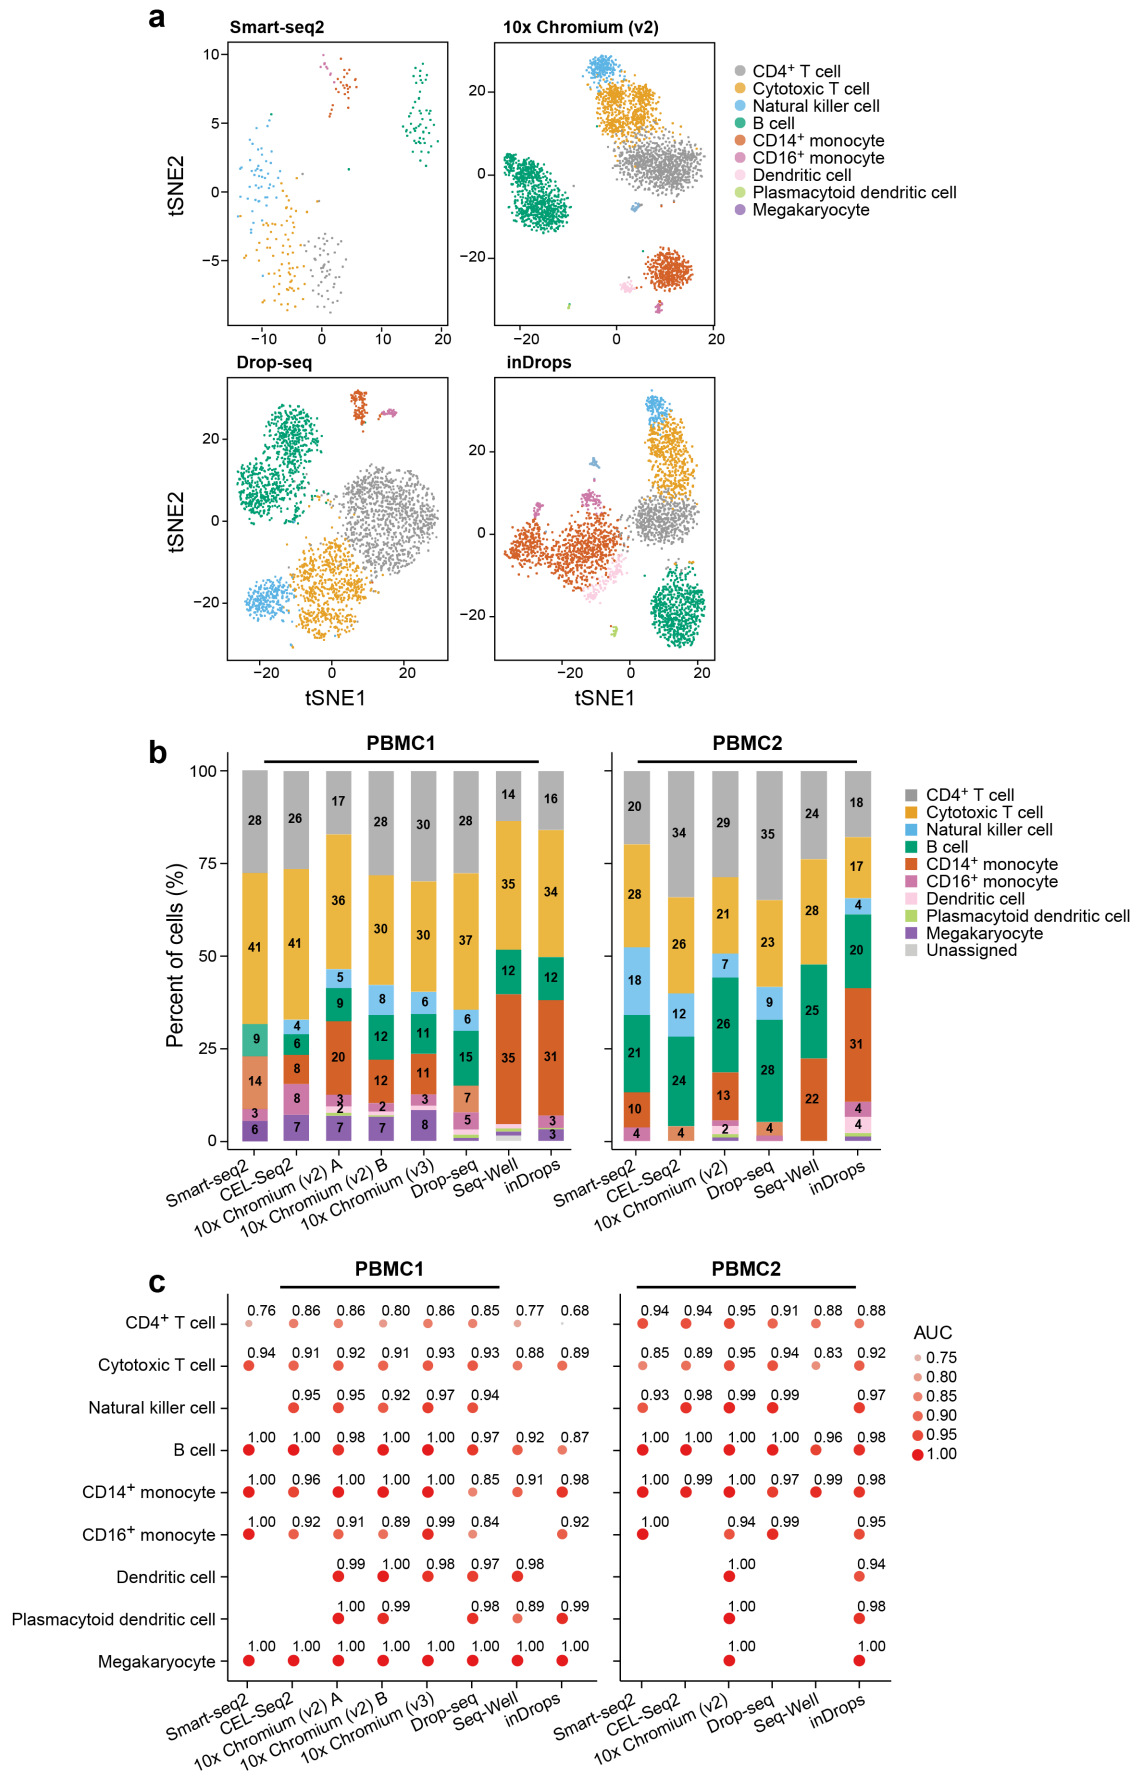 a
Smart-seq2
10x Chromium (v2)
10
5
0
−5
−10
0
10
20
tSNE2
20
0
−20
−20
0
20
CD4+ T cell
Cytotoxic T cell
Natural killer cell
B cell
CD14+ monocyte
CD16+ monocyte
Dendritic cell
Plasmacytoid dendritic cell
Megakaryocyte
Drop-seq
inDrops
20
0
−20
−20
0
20
tSNE2
tSNE1
20
0
−20
−20
0
20
tSNE1
b
PBMC1
PBMC2
Percent of cells (%)
100
75
50
25
0
28
41
9
14
3
6
26
41
4
6
8
8
7
17
36
5
9
20
3
2
7
28
30
8
12
12
2
7
30
30
6
11
11
3
8
28
37
6
15
7
5
14
35
12
35
16
34
12
31
3
3
20
28
18
21
10
4
34
26
12
24
4
29
21
7
26
13
2
35
23
9
28
4
24
28
25
22
18
17
4
20
31
4
4
CD4+ T cell
Cytotoxic T cell
Natural killer cell
B cell
CD14+ monocyte
CD16+ monocyte
Dendritic cell
Plasmacytoid dendritic cell
Megakaryocyte
Unassigned
Smart-seq2
CEL-Seq2
10x Chromium (v2) A
10x Chromium (v2) B
10x Chromium (v3)
Drop-seq
Seq-Well
inDrops
Smart-seq2
CEL-Seq2
10x Chromium (v2)
Drop-seq
Seq-Well
inDrops
c
PBMC1
PBMC2
CD4+ T cell 0.76 0.86 0.86 0.80 0.86 0.85 0.77 0.68 0.94 0.94 0.95 0.91 0.88 0.88
Cytotoxic T cell 0.94 0.91 0.92 0.91 0.93 0.93 0.88 0.89 0.85 0.89 0.95 0.94 0.83 0.92
Natural killer cell 0.95 0.95 0.92 0.97 0.94 0.93 0.98 0.99 0.99 0.97
B cell 1.00 1.00 0.98 1.00 1.00 0.97 0.92 0.87 1.00 1.00 1.00 1.00 0.96 0.98
CD14+ monocyte 1.00 0.96 1.00 1.00 1.00 0.85 0.91 0.98 1.00 0.99 1.00 0.97 0.99 0.98
CD16+ monocyte 1.00 0.92 0.91 0.89 0.99 0.84 0.92 1.00 0.94 0.99 0.95
Dendritic cell 0.99 1.00 0.98 0.97 0.98 1.00 0.94
Plasmacytoid dendritic cell 1.00 0.99 0.98 0.89 0.99 1.00 0.98
Megakaryocyte 1.00 1.00 1.00 1.00 1.00 1.00 1.00 1.00 1.00 1.00
AUC
0.75
0.80
0.85
0.90
0.95
1.00
Smart-seq2
CEL-Seq2
10x Chromium (v2) A
10x Chromium (v2) B
10x Chromium (v3)
Drop-seq
Seq-Well
inDrops
Smart-seq2
CEL-Seq2
10x Chromium (v2)
Drop-seq
Seq-Well
inDrops